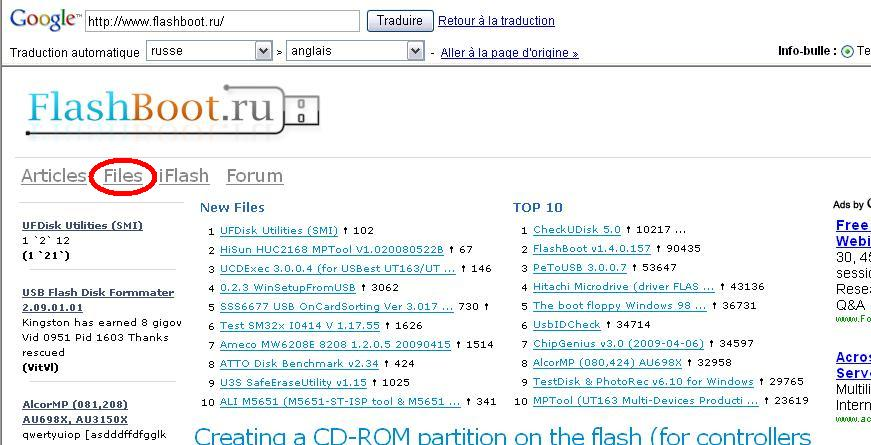 Google™ http://www.flashboot.ru/ Traduire Retour à la traduction
Traduction automatique russe > anglais - Aller à la page d'origine » Info-bulle : Te
FlashBoot.ru
Articles Files iFlash Forum
UFDisk Utilities (SMI)
1 `2` 12
(1 `21`)
USB Flash Disk Formmater
2.09.01.01
Kingston has earned 8 gigov
Vid 0951 Pid 1603 Thanks
rescued
(VitVl)
AlcorMP (081,208)
AU698X, AU3150X
qwertyuiop [asdddffdfgglk
New Files
1 UFDisk Utilities (SMI) ↑ 102
2 HiSun HUC2168 MPTool V1.020080522B ↑ 67
3 UCDExec 3.0.0.4 (for USBest UT163/UT ... ↑ 146
4 0.2.3 WinSetupFromUSB ↑ 3062
5 SSS6677 USB OnCardSorting Ver 3.017 ... 730 ↑
6 Test SM32x I0414 V 1.17.55 ↑ 1626
7 Ameco MW6208E 8208 1.2.0.5 20090415 ↑ 1514
8 ATTO Disk Benchmark v2.34 ↑ 424
9 U3S SafeEraseUtility v1.15 ↑ 1025
10 ALI M5651 (M5651-ST-ISP tool & M5651 ... ↑ 341
TOP 10
1 CheckUDisk 5.0 ↑ 10217 ...
2 FlashBoot v1.4.0.157 ↑ 90435
3 PeToUSB 3.0.0.7 ↑ 53647
4 Hitachi Microdrive (driver FLAS ... ↑ 43136
5 The boot floppy Windows 98 ... ↑ 36731
6 UsbIDCheck ↑ 34714
7 ChipGenius v3.0 (2009-04-06) ↑ 34597
8 AlcorMP (080,424) AU698X ↑ 32958
9 TestDisk & PhotoRec v6.10 for Windows ↑ 29765
10 MPTool (UT163 Multi-Devices Producti ... ↑ 23619
Creating a CD-ROM partition on the flash (for controllers
Ads by
Free
Webi
30, 45
sessi
Resea
Q&A
www.Fo
Acros
Serve
Multili
Intern
www.ac